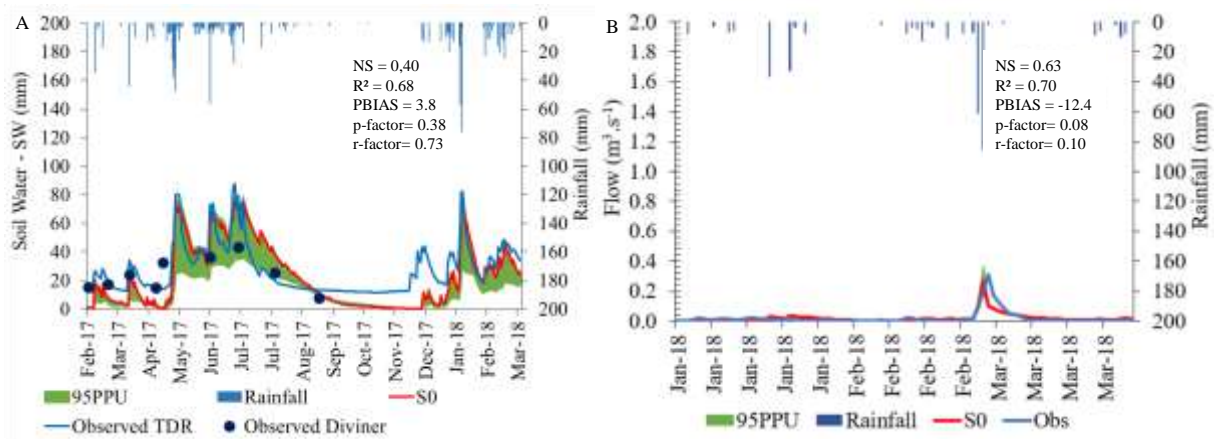 A
200
180
160
140
120
100
80
60
40
20
0
Soil Water - SW (mm)
NS = 0,40
R² = 0.68
PBIAS = 3.8
p-factor= 0.38
r-factor= 0.73
0
20
40
60
80
100
120
140
160
180
200
Rainfall (mm)
Feb-17
Mar-17
Apr-17
May-17
Jun-17
Jul-17
Jul-17
Aug-17
Sep-17
Oct-17
Nov-17
Dec-17
Jan-18
Feb-18
Mar-18
95PPU Rainfall S0
Observed TDR Observed Diviner
B
2.0
1.8
1.6
1.4
1.2
1.0
0.8
0.6
0.4
0.2
0.0
Flow (m³.s⁻¹)
NS = 0.63
R² = 0.70
PBIAS = -12.4
p-factor= 0.08
r-factor= 0.10
0
20
40
60
80
100
120
140
160
180
200
Rainfall (mm)
Jan-18
Jan-18
Jan-18
Jan-18
Jan-18
Feb-18
Feb-18
Feb-18
Feb-18
Mar-18
Mar-18
Mar-18
Mar-18
95PPU Rainfall S0 Obs